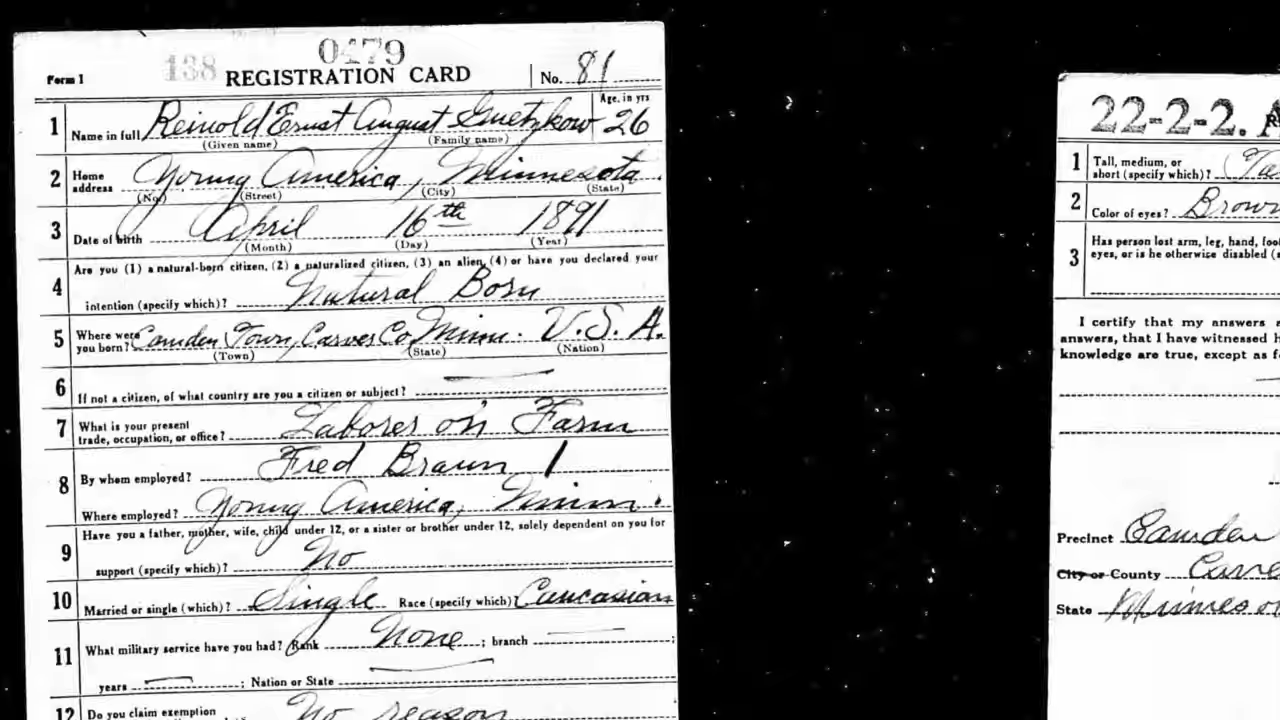 0479
138
Form 1 REGISTRATION CARD No. 81
Age, in yrs
1 Name in full Reinold Ernst August Guetzkow 26
(Given name) (Family name)
2 Home address Young America, Minnesota.
(No.) (Street) (City) (State)
3 Date of birth April 16th 1891
(Month) (Day) (Year)
Are you (1) a natural-born citizen, (2) a naturalized citizen, (3) an alien, (4) or have you declared your
4 intention (specify which)? Natural Born
5 Where were you born? Camden Town, Carver Co, Minn. U.S.A.
(Town) (State) (Nation)
6 If not a citizen, of what country are you a citizen or subject?
7 What is your present trade, occupation, or office? Laborer on Farm
8 By whom employed? Fred Braun 1
Where employed? Young America, Minn.
9 Have you a father, mother, wife, child under 12, or a sister or brother under 12, solely dependent on you for
support (specify which)? No
10 Married or single (which)? Single Race (specify which)? Caucasian
11 What military service have you had? Rank None ; branch ;
years ; Nation or State
12 Do you claim exemption No reason
22-2-2. A
1 Tall, medium, or short (specify which)?
2 Color of eyes? Brown
3 Has person lost arm, leg, hand, foo
eyes, or is he otherwise disabled (s
I certify that my answers a
answers, that I have witnessed h
knowledge are true, except as fo
Precinct Camden
City or County Carve
State Minneso